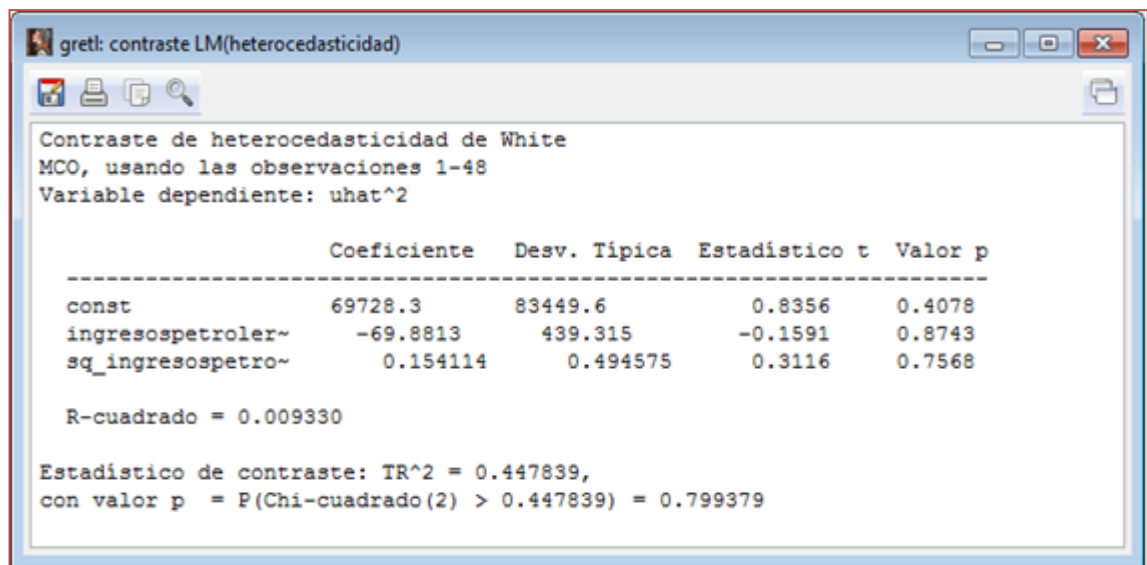 gretl: contraste LM(heterocedasticidad)
Contraste de heterocedasticidad de White
MCO, usando las observaciones 1-48
Variable dependiente: uhat^2
Coeficiente Desv. Típica Estadístico t Valor p
-----------------------------------------------------------------------
const 69728.3 83449.6 0.8356 0.4078
ingresospetroler~ -69.8813 439.315 -0.1591 0.8743
sq_ingresospetro~ 0.154114 0.494575 0.3116 0.7568
R-cuadrado = 0.009330
Estadístico de contraste: TR^2 = 0.447839,
con valor p = P(Chi-cuadrado(2) > 0.447839) = 0.799379